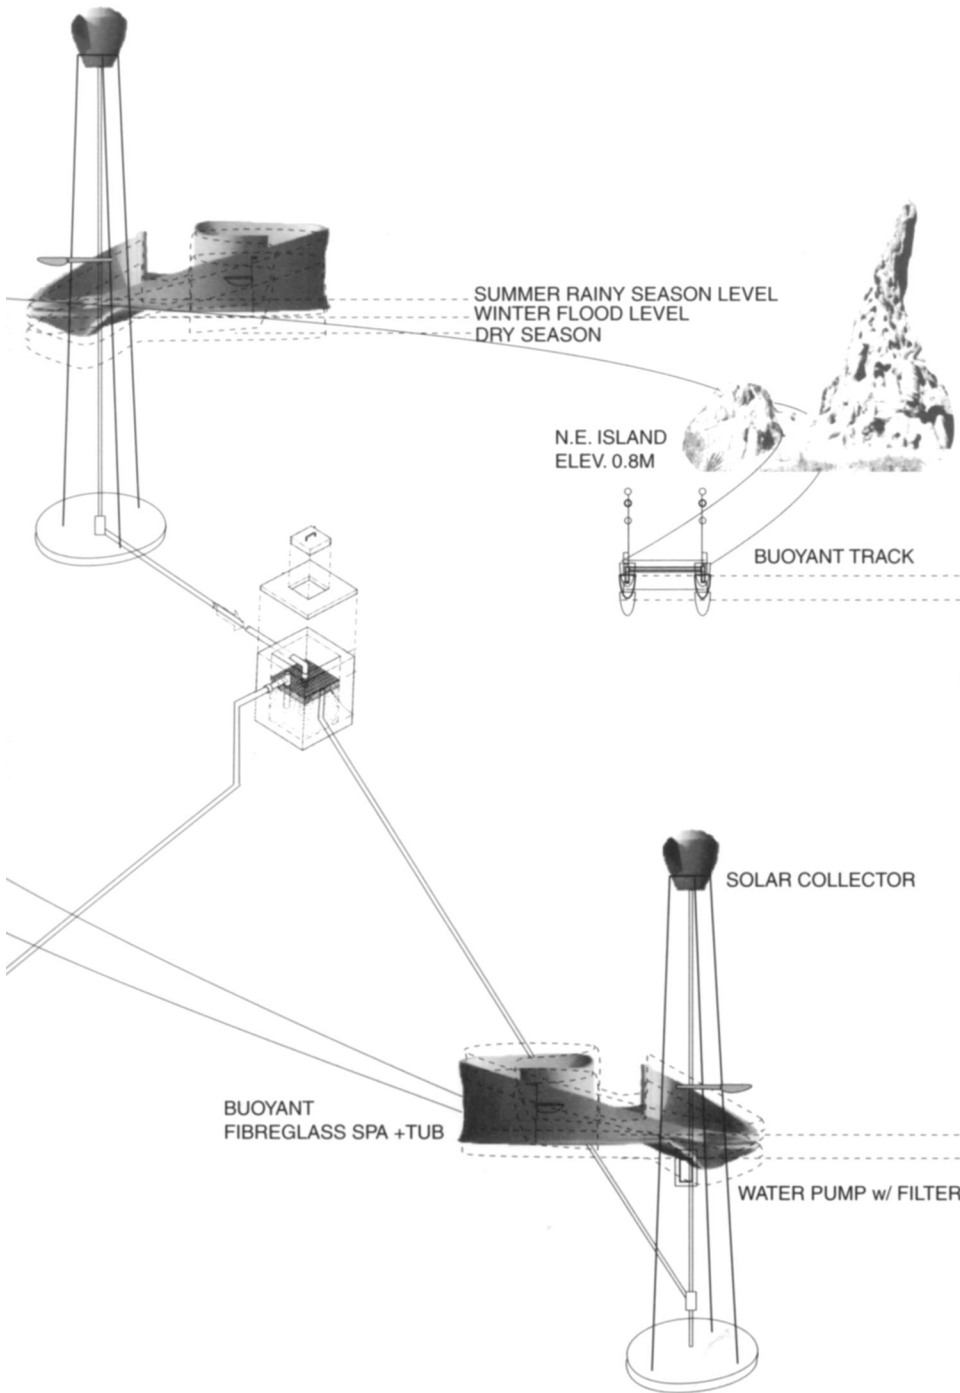 SUMMER RAINY SEASON LEVEL
WINTER FLOOD LEVEL
DRY SEASON
N.E. ISLAND
ELEV. 0.8M
BUOYANT TRACK
SOLAR COLLECTOR
BUOYANT
FIBREGLASS SPA +TUB
WATER PUMP w/ FILTER